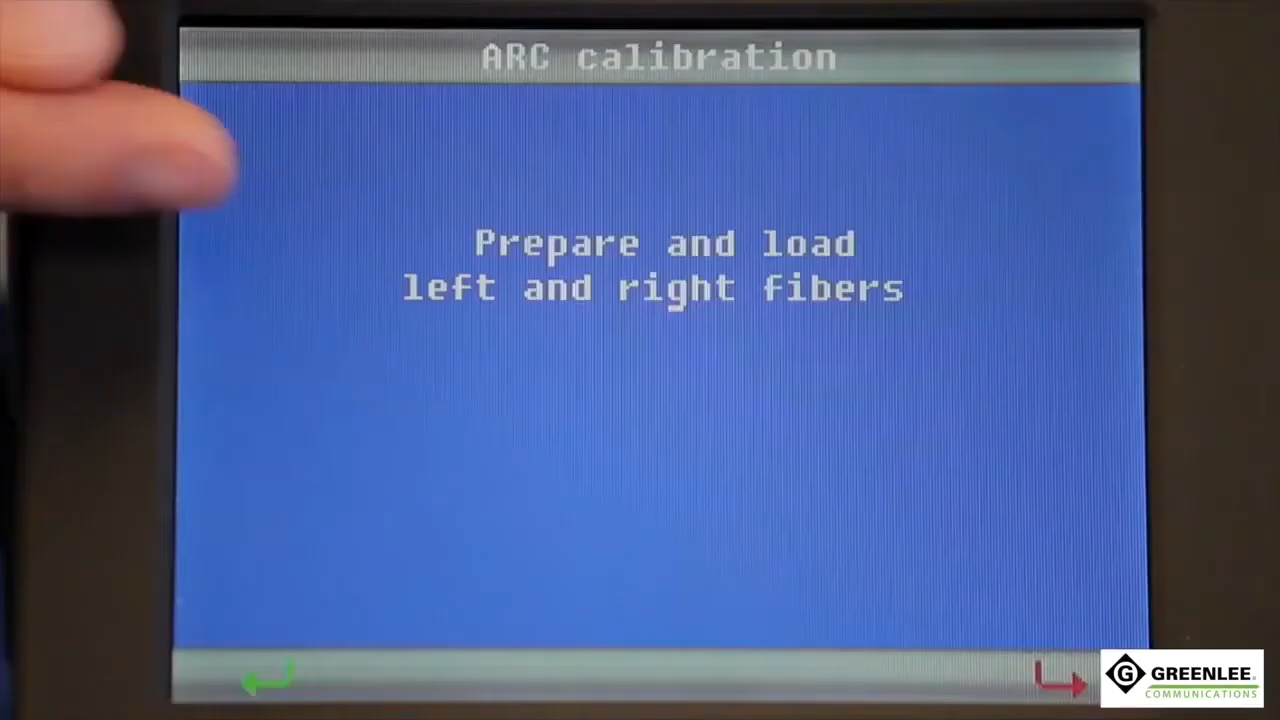 ARC calibration
Prepare and load
left and right fibers
G GREENLEE.
COMMUNICATIONS